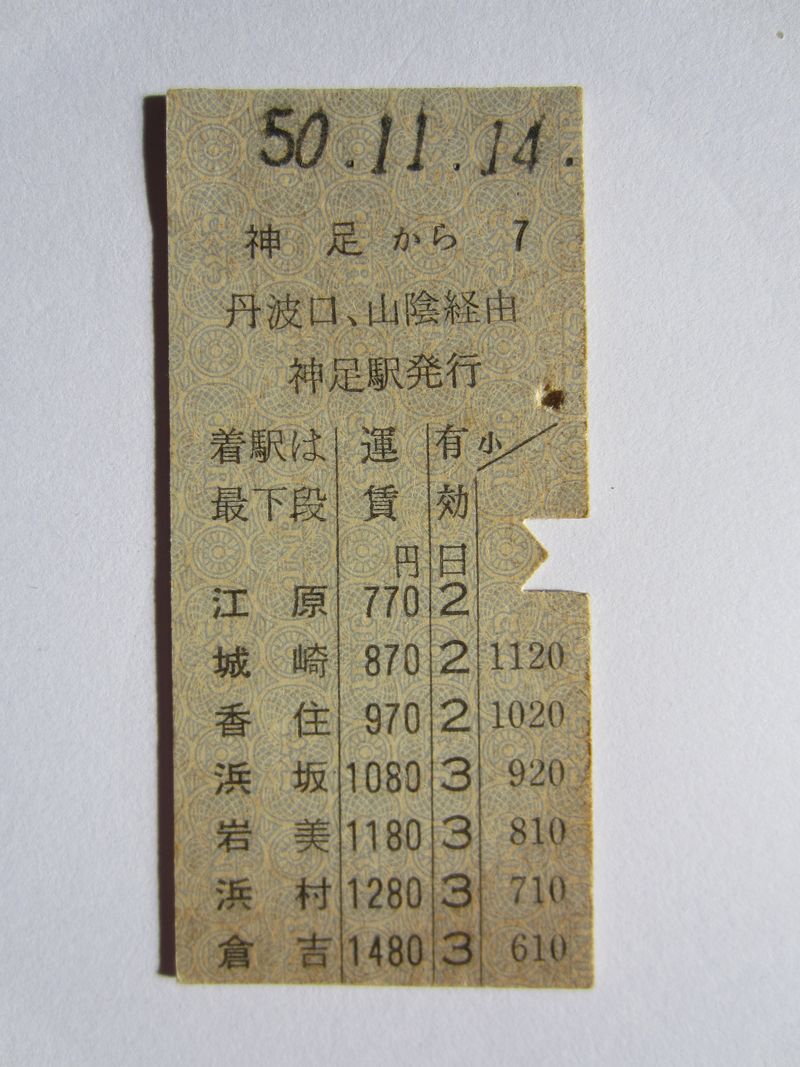 50.11.14.
神足から 7
丹波口、山陰経由
神足駅発行
着駅は 運 有 小
最下段 賃 効
円 日
江原 770 2
城崎 870 2 1120
香住 970 2 1020
浜坂 1080 3 920
岩美 1180 3 810
浜村 1280 3 710
倉吉 1480 3 610